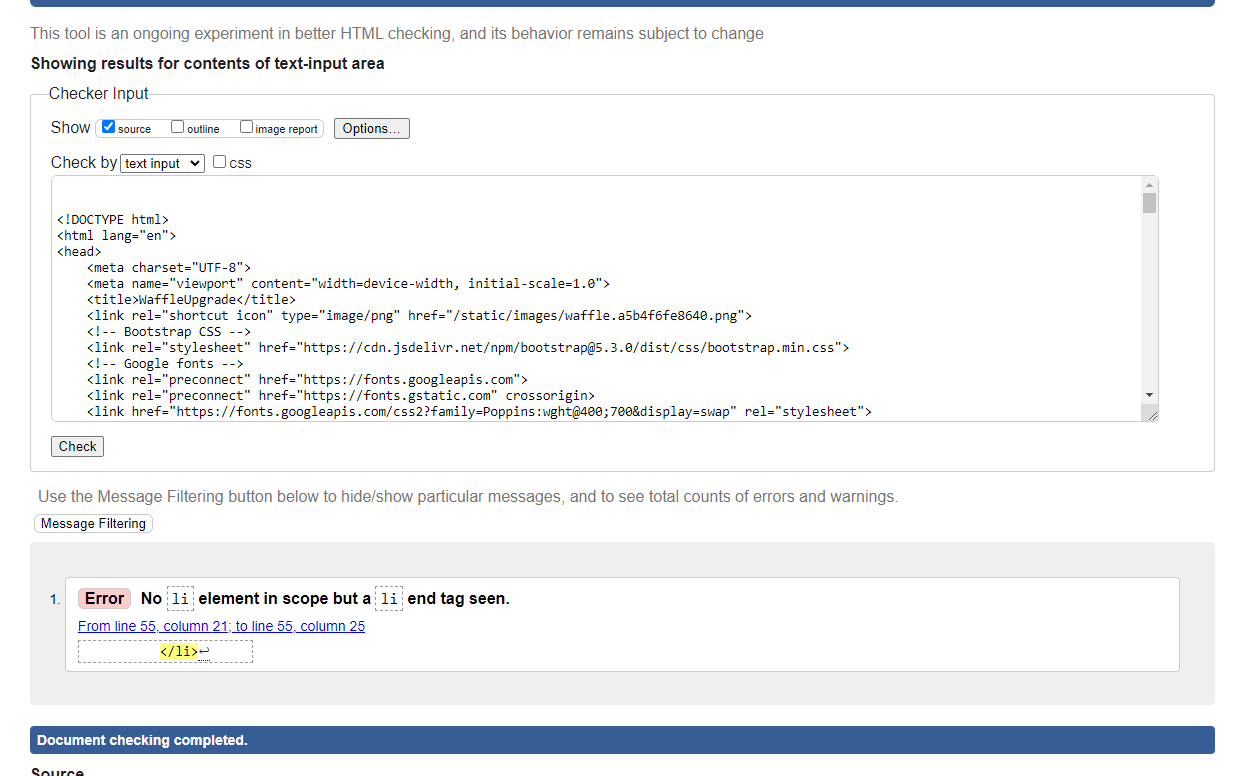 This tool is an ongoing experiment in better HTML checking, and its behavior remains subject to change
Showing results for contents of text-input area
Checker Input
Show source outline image report Options...
Check by text input css
<!DOCTYPE html>
<html lang="en">
<head>
    <meta charset="UTF-8">
    <meta name="viewport" content="width=device-width, initial-scale=1.0">
    <title>WaffleUpgrade</title>
    <link rel="shortcut icon" type="image/png" href="/static/images/waffle.a5b4f6fe8640.png">
    <!-- Bootstrap CSS -->
    <link rel="stylesheet" href="https://cdn.jsdelivr.net/npm/bootstrap@5.3.0/dist/css/bootstrap.min.css">
    <!-- Google fonts -->
    <link rel="preconnect" href="https://fonts.googleapis.com">
    <link rel="preconnect" href="https://fonts.gstatic.com" crossorigin>
    <link href="https://fonts.googleapis.com/css2?family=Poppins:wght@400;700&display=swap" rel="stylesheet">
Check
Use the Message Filtering button below to hide/show particular messages, and to see total counts of errors and warnings.
Message Filtering
1. Error No li element in scope but a li end tag seen.
From line 55, column 21; to line 55, column 25
</li>↩
Document checking completed.
Source